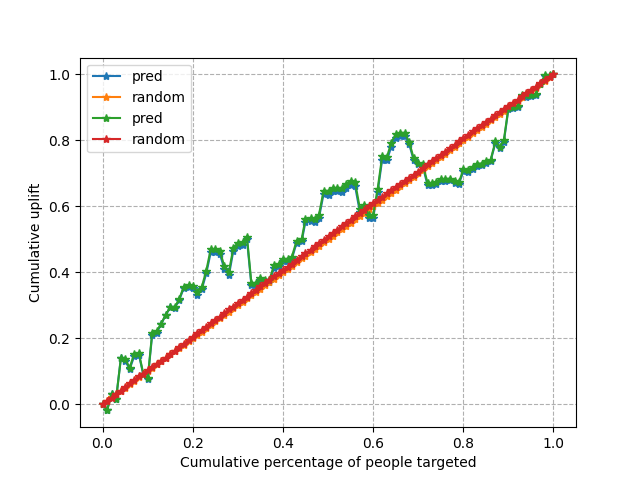 pred
random
pred
random
1.0
0.8
0.6
0.4
0.2
0.0
Cumulative uplift
0.0 0.2 0.4 0.6 0.8 1.0
Cumulative percentage of people targeted